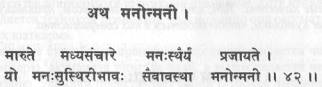 अथ मनोन्मनी ।
मारुते मध्यसंचारे मनःस्थैर्यं प्रजायते ।
यो मनःसुस्थिरीभावः सैवावस्था मनोन्मनी ॥ ४२ ॥